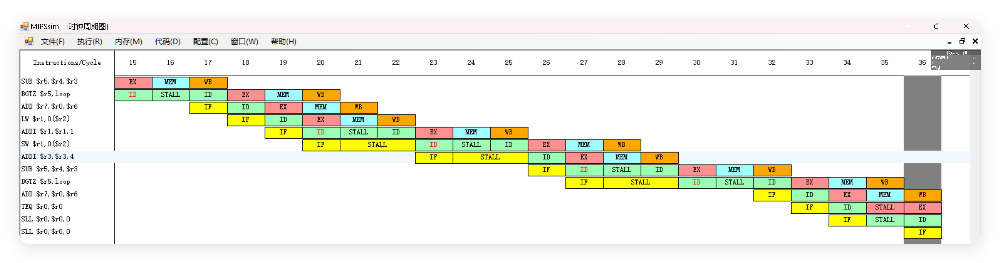 MIPSsim - [时钟周期图]
文件(F) 执行(R) 内存(M) 代码(D) 配置(C) 窗口(W) 帮助(H)
快滚去工作
内存使用率 68%
CPU 8%
空闲 --
Instructions/Cycle 15 16 17 18 19 20 21 22 23 24 25 26 27 28 29 30 31 32 33 34 35 36
SUB $r5,$r4,$r3 EX MEM WB
BGTZ $r5,loop ID STALL ID EX MEM WB
ADD $r7,$r0,$r6 IF ID EX MEM WB
LW $r1,0($r2) IF ID EX MEM WB
ADDI $r1,$r1,1 IF ID STALL ID EX MEM WB
SW $r1,0($r2) IF STALL ID STALL ID EX MEM WB
ADDI $r3,$r3,4 IF STALL ID EX MEM WB
SUB $r5,$r4,$r3 IF ID STALL ID EX MEM WB
BGTZ $r5,loop IF STALL ID STALL ID EX MEM WB
ADD $r7,$r0,$r6 IF ID EX MEM WB
TEQ $r0,$r0 IF ID STALL EX
SLL $r0,$r0,0 IF STALL ID
SLL $r0,$r0,0 IF